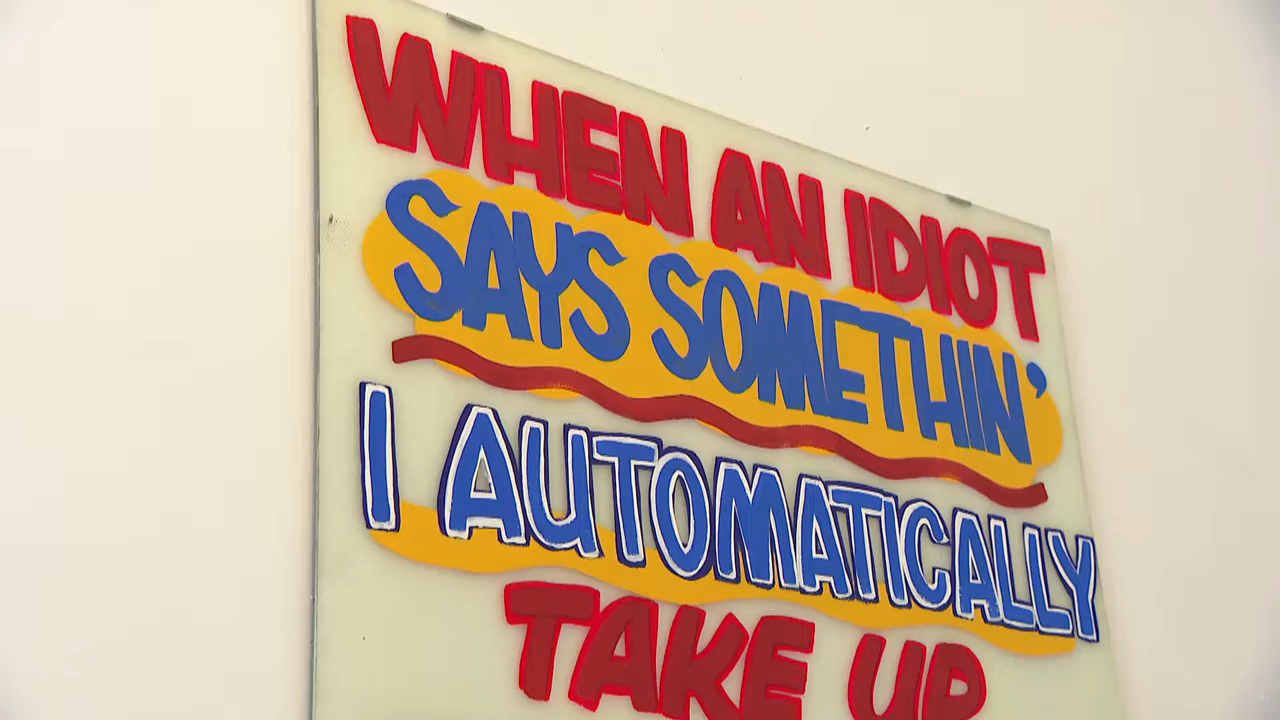 WHEN AN IDIOT
SAYS SOMETHIN'
I AUTOMATICALLY
TAKE UP